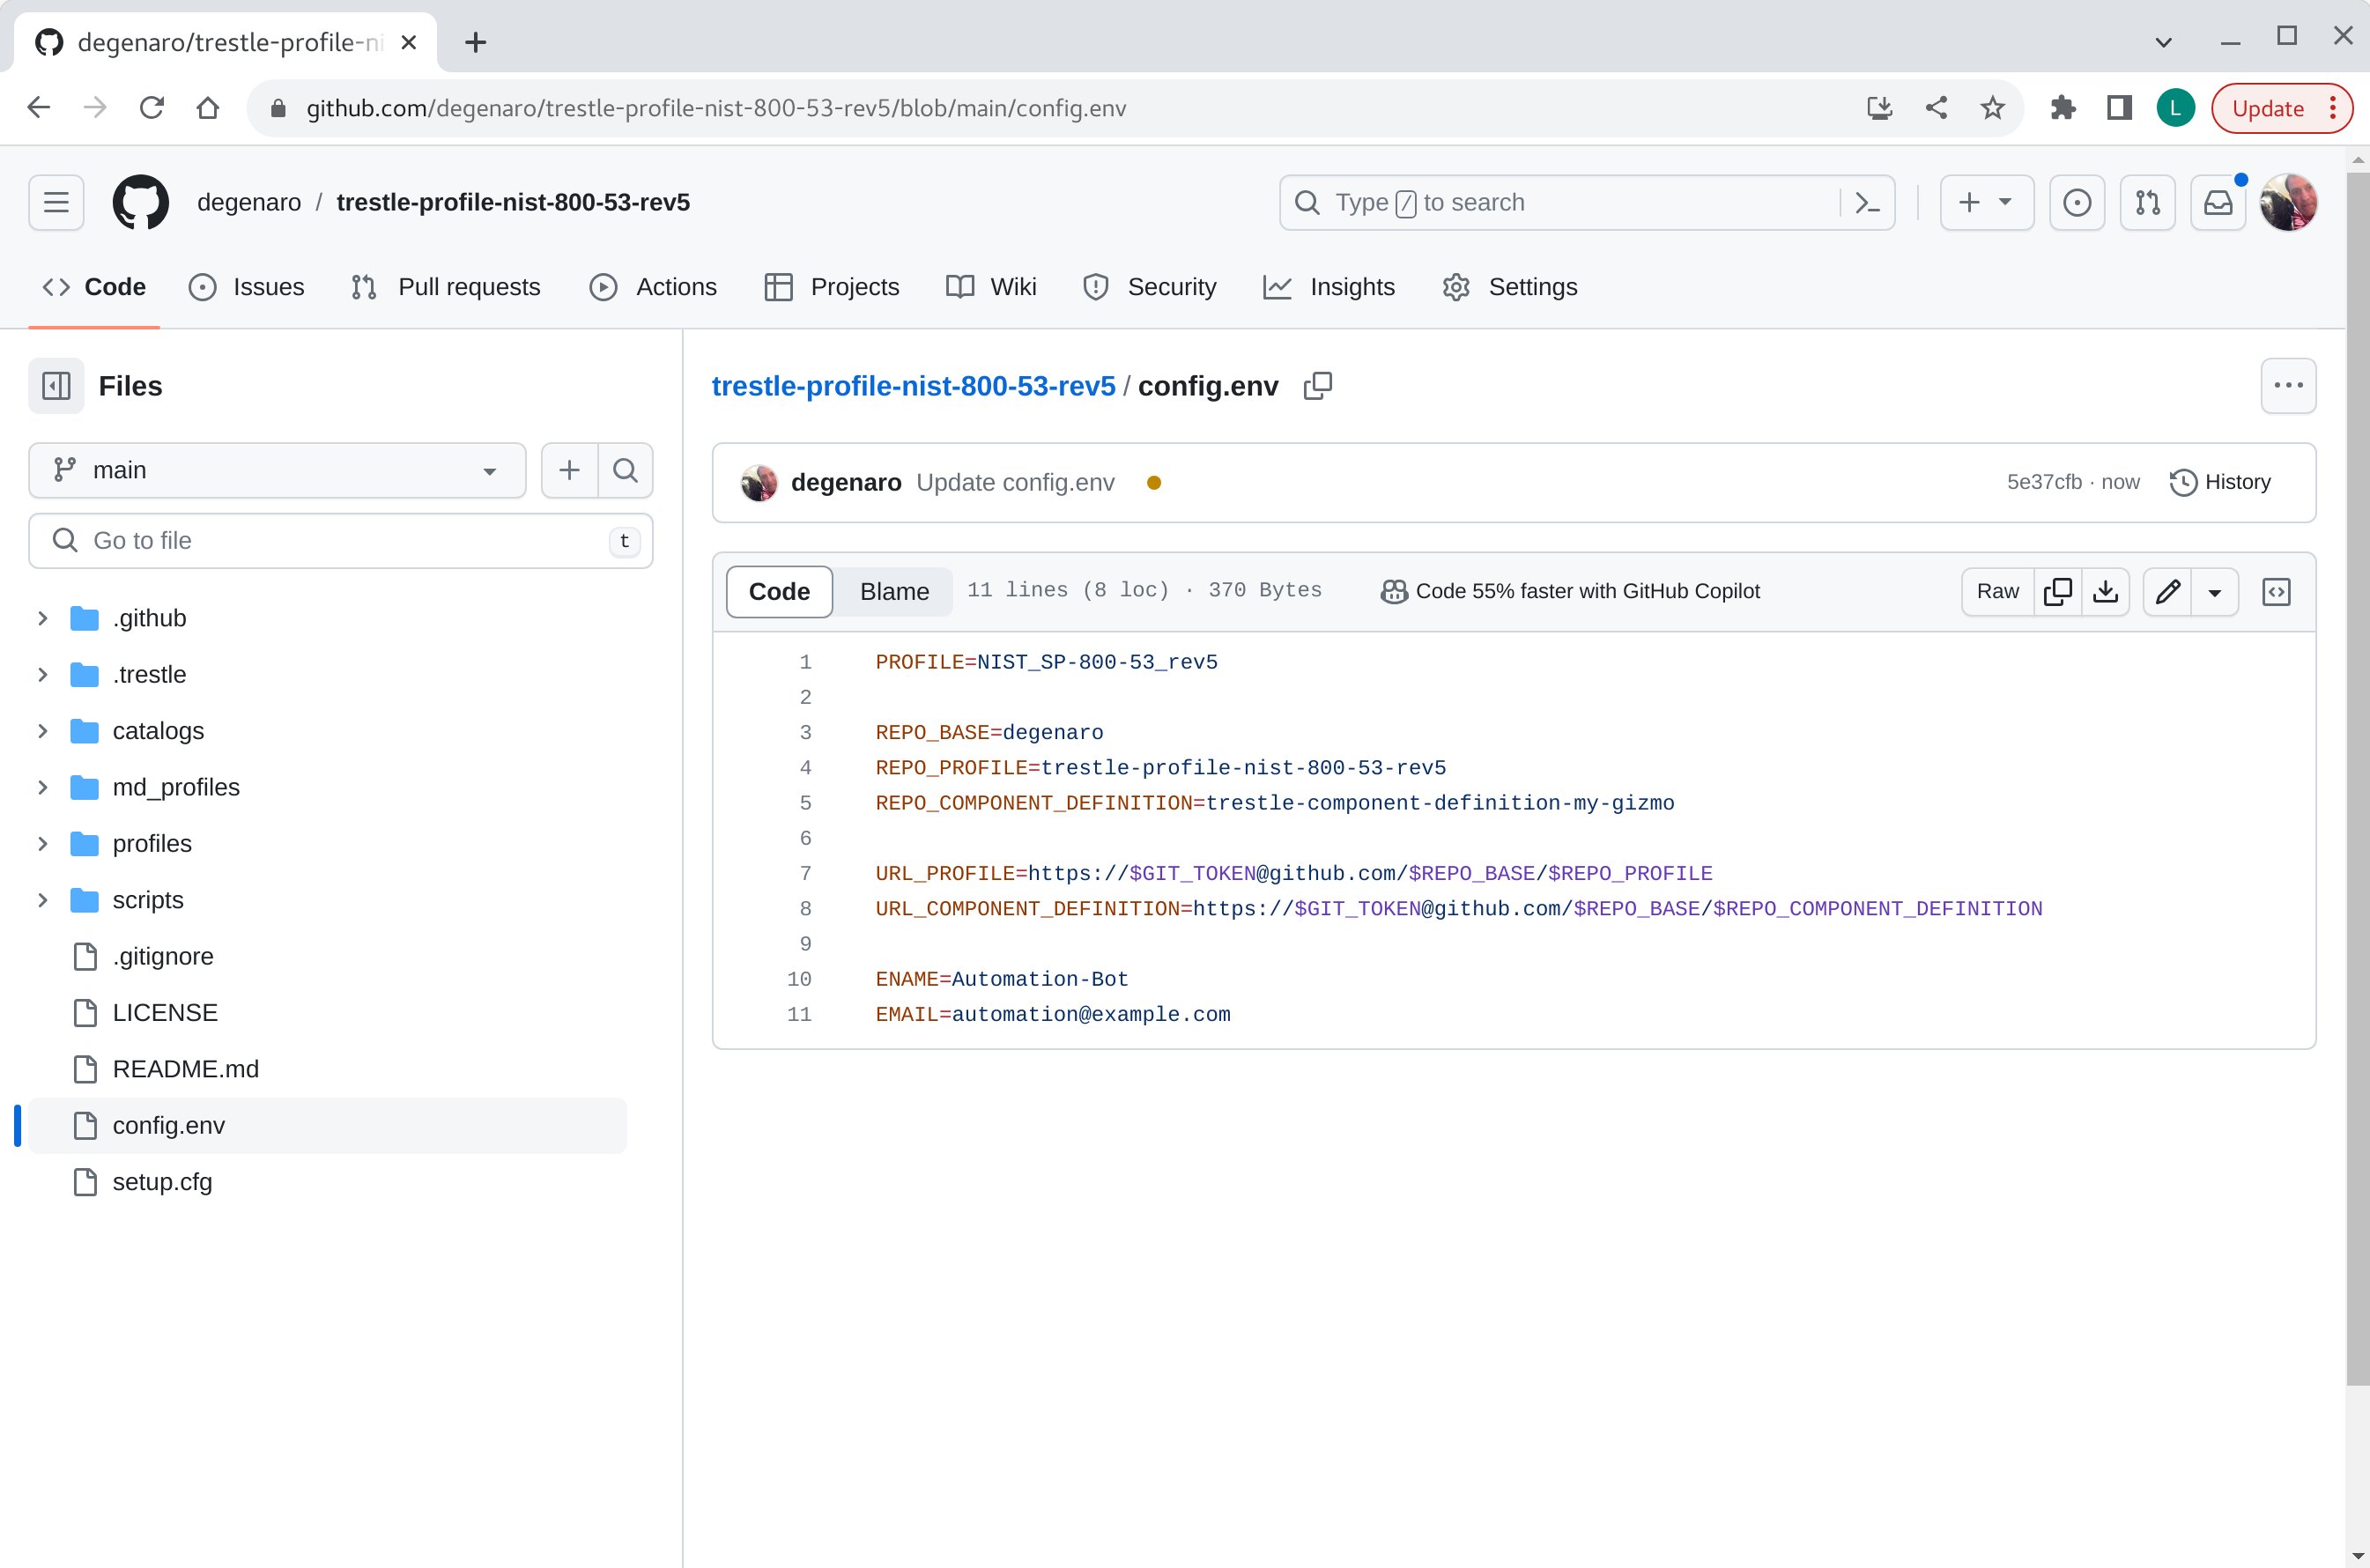 degenaro/trestle-profile-ni
github.com/degenaro/trestle-profile-nist-800-53-rev5/blob/main/config.env
L
Update
degenaro / trestle-profile-nist-800-53-rev5
Type / to search
Code
Issues
Pull requests
Actions
Projects
Wiki
Security
Insights
Settings
Files
main
Go to file
t
.github
.trestle
catalogs
md_profiles
profiles
scripts
.gitignore
LICENSE
README.md
config.env
setup.cfg
trestle-profile-nist-800-53-rev5 / config.env
degenaro Update config.env
5e37cfb · now
History
Code
Blame
11 lines (8 loc) · 370 Bytes
Code 55% faster with GitHub Copilot
Raw
1 PROFILE=NIST_SP-800-53_rev5
2
3 REPO_BASE=degenaro
4 REPO_PROFILE=trestle-profile-nist-800-53-rev5
5 REPO_COMPONENT_DEFINITION=trestle-component-definition-my-gizmo
6
7 URL_PROFILE=https://$GIT_TOKEN@github.com/$REPO_BASE/$REPO_PROFILE
8 URL_COMPONENT_DEFINITION=https://$GIT_TOKEN@github.com/$REPO_BASE/$REPO_COMPONENT_DEFINITION
9
10 ENAME=Automation-Bot
11 EMAIL=automation@example.com